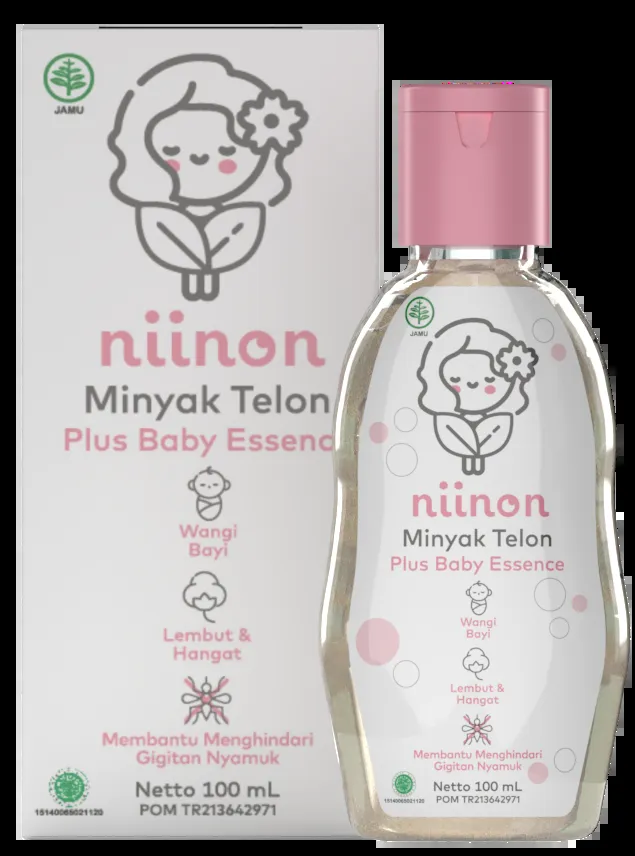 JAMU
niinon
Minyak Telon
Plus Baby Essenc
Wangi
Bayi
Lembut &
Hangat
Membantu Menghindari
Gigitan Nyamuk
Netto 100 mL
POM TR213642971
15140065021120
JAMU
niinon
Minyak Telon
Plus Baby Essence
Wangi
Bayi
Lembut &
Hangat
Membantu Menghindari
Gigitan Nyamuk
Netto 100 mL
POM TR213642971
15140065021120